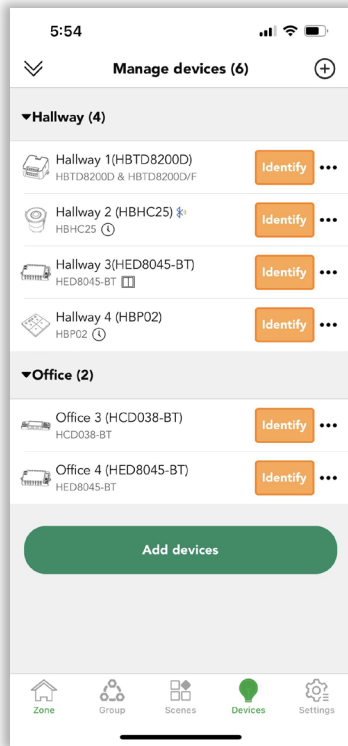 5:54
Manage devices (6)
Hallway (4)
Hallway 1(HBTD8200D)
HBTD8200D & HBTD8200D/F
Identify
Hallway 2 (HBHC25)
HBHC25
Identify
Hallway 3(HED8045-BT)
HED8045-BT
Identify
Hallway 4 (HBP02)
HBP02
Identify
Office (2)
Office 3 (HCD038-BT)
HCD038-BT
Identify
Office 4 (HED8045-BT)
HED8045-BT
Identify
Add devices
Zone Group Scenes Devices Settings